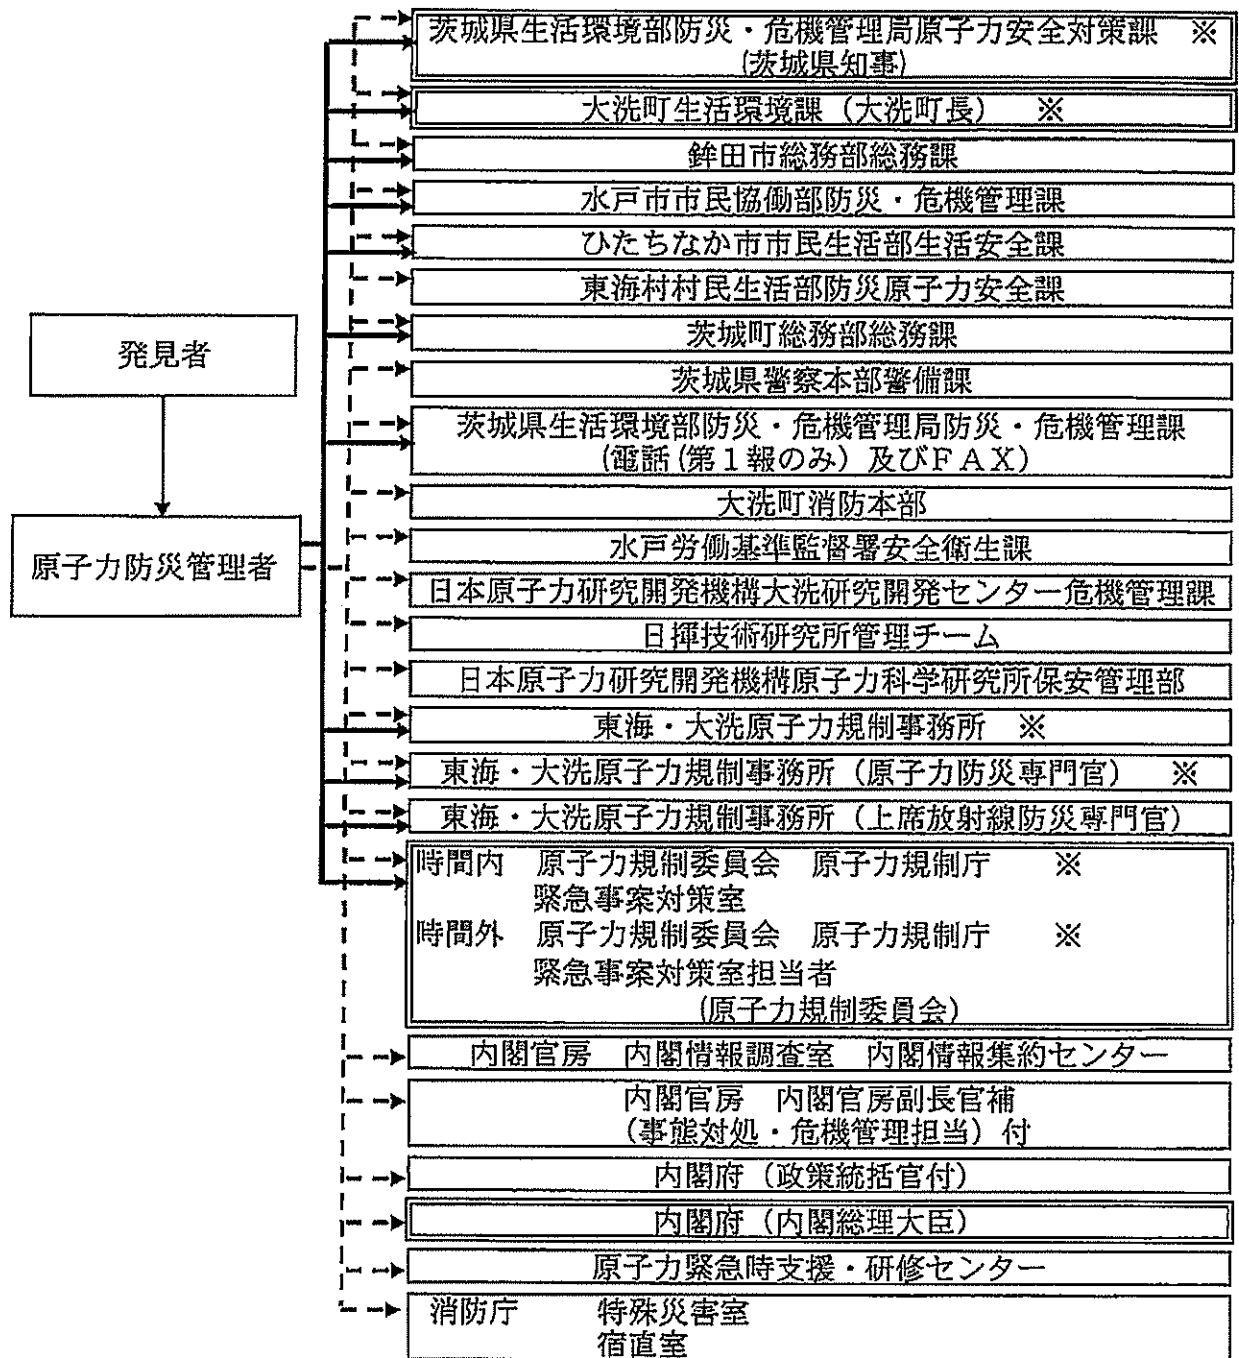 茨城県生活環境部防災・危機管理局原子力安全対策課　※
(茨城県知事)
大洗町生活環境課（大洗町長）　※
鉾田市総務部総務課
水戸市市民協働部防災・危機管理課
ひたちなか市市民生活部生活安全課
東海村村民生活部防災原子力安全課
茨城町総務部総務課
発見者
茨城県警察本部警備課
茨城県生活環境部防災・危機管理局防災・危機管理課
(電話(第１報のみ）及びＦＡＸ)
大洗町消防本部
原子力防災管理者
水戸労働基準監督署安全衛生課
日本原子力研究開発機構大洗研究開発センター危機管理課
日揮技術研究所管理チーム
日本原子力研究開発機構原子力科学研究所保安管理部
東海・大洗原子力規制事務所　※
東海・大洗原子力規制事務所（原子力防災専門官）　※
東海・大洗原子力規制事務所（上席放射線防災専門官）
時間内　原子力規制委員会　原子力規制庁　※
緊急事案対策室
時間外　原子力規制委員会　原子力規制庁　※
緊急事案対策室担当者
(原子力規制委員会)
内閣官房　内閣情報調査室　内閣情報集約センター
内閣官房　内閣官房副長官補
（事態対処・危機管理担当）付
内閣府（政策統括官付）
内閣府（内閣総理大臣）
原子力緊急時支援・研修センター
消防庁　特殊災害室
宿直室